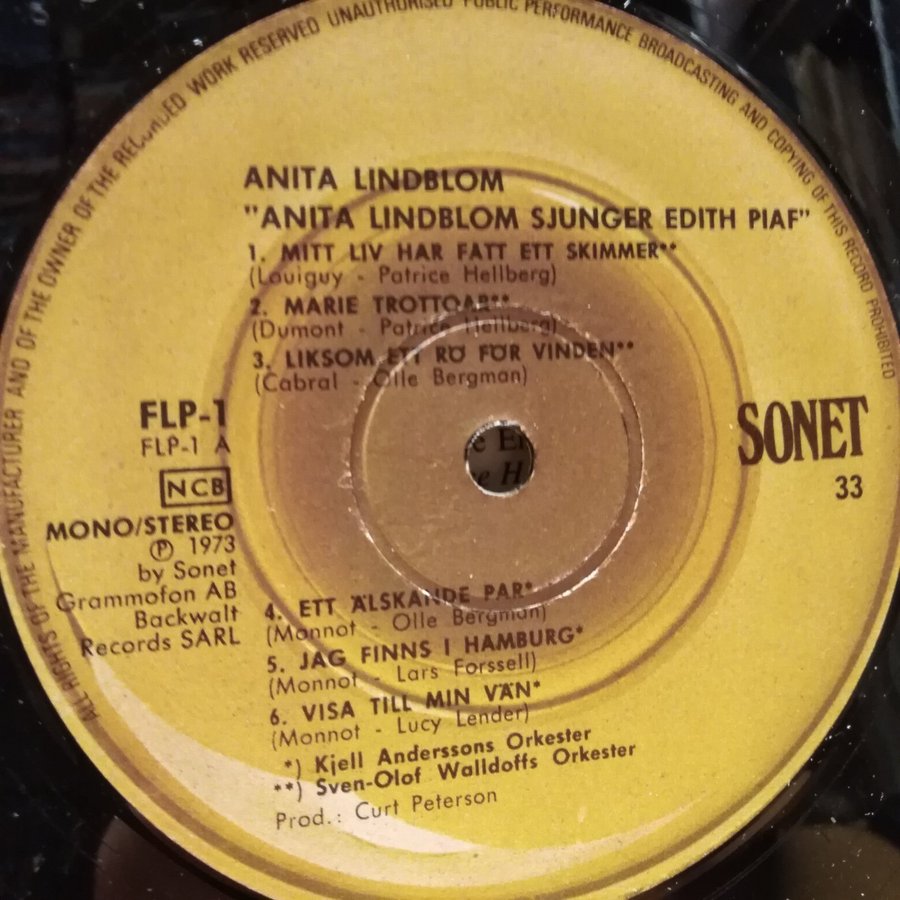 ALL RIGHTS OF THE MANUFACTURER AND OF THE OWNER OF THE RECORDED WORK RESERVED UNAUTHORISED PUBLIC PERFORMANCE BROADCASTING AND COPYING OF THIS RECORD PROHIBITED
ANITA LINDBLOM
"ANITA LINDBLOM SJUNGER EDITH PIAF"
1. MITT LIV HAR FATT ETT SKIMMER**
(Louiguy - Patrice Hellberg)
2. MARIE TROTTOAR**
(Dumont - Patrice Hellberg)
3. LIKSOM ETT RÖ FÖR VINDEN**
(Cabral - Olle Bergman)
FLP-1
FLP-1 A
NCB
MONO/STEREO
Ⓟ 1973
by Sonet
Grammofon AB
Backwalt
Records SARL
SONET
33
4. ETT ÄLSKANDE PAR*
(Monnot - Olle Bergman)
5. JAG FINNS I HAMBURG*
(Monnot - Lars Forssell)
6. VISA TILL MIN VÄN*
(Monnot - Lucy Lender)
*) Kjell Anderssons Orkester
**) Sven-Olof Walldoffs Orkester
Prod.: Curt Peterson